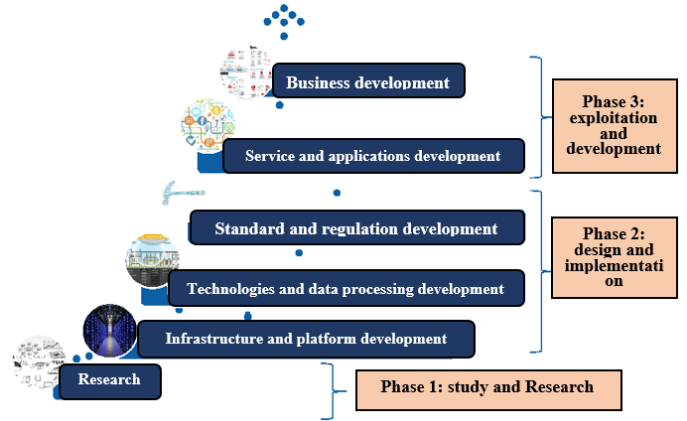 Business development
Phase 3:
exploitation
and
development
Service and applications development
Standard and regulation development
Phase 2:
design and
implementati
on
Technologies and data processing development
Infrastructure and platform development
Research
Phase 1: study and Research